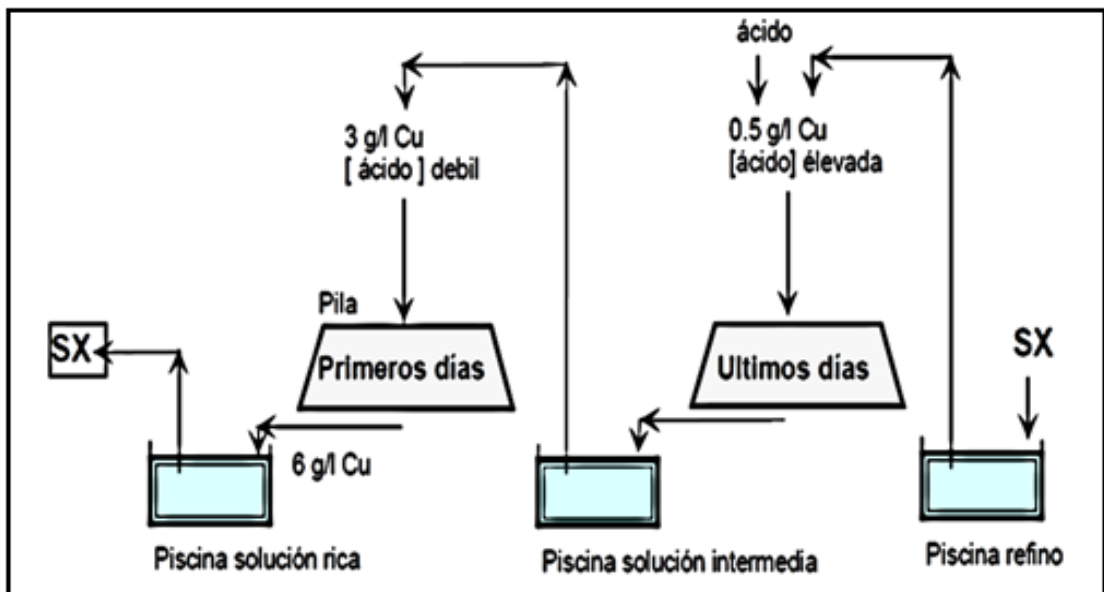 ácido
3 g/l Cu
[ ácido ] debil
0.5 g/l Cu
[ácido] élevada
Pila
SX
Primeros días
Ultimos días
SX
6 g/l Cu
Piscina solución rica
Piscina solución intermedia
Piscina refino